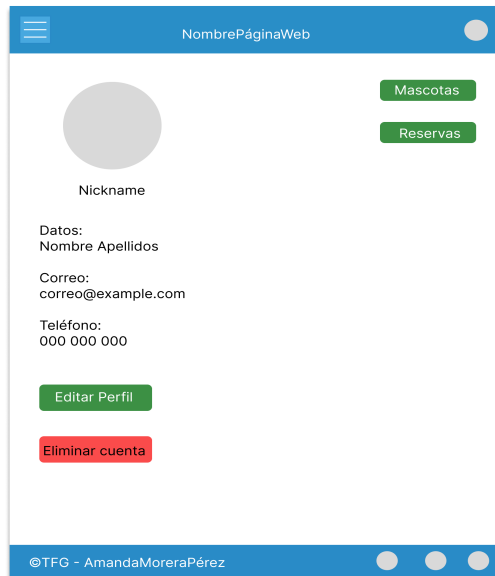 NombrePáginaWeb
Mascotas
Reservas
Nickname
Datos:
Nombre Apellidos
Correo:
correo@example.com
Teléfono:
000 000 000
Editar Perfil
Eliminar cuenta
©TFG - AmandaMoreraPérez